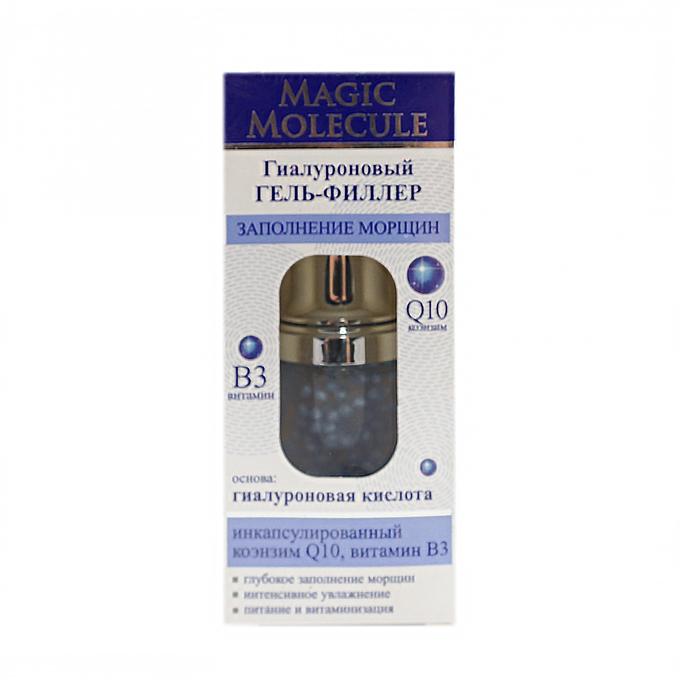 MAGIC
MOLECULE
Гиалуроновый
ГЕЛЬ-ФИЛЛЕР
ЗАПОЛНЕНИЕ МОРЩИН
Q10
коэнзим
B3
витамин
основа:
гиалуроновая кислота
инкапсулированный
коэнзим Q10, витамин B3
глубокое заполнение морщин
интенсивное увлажнение
питание и витаминизация